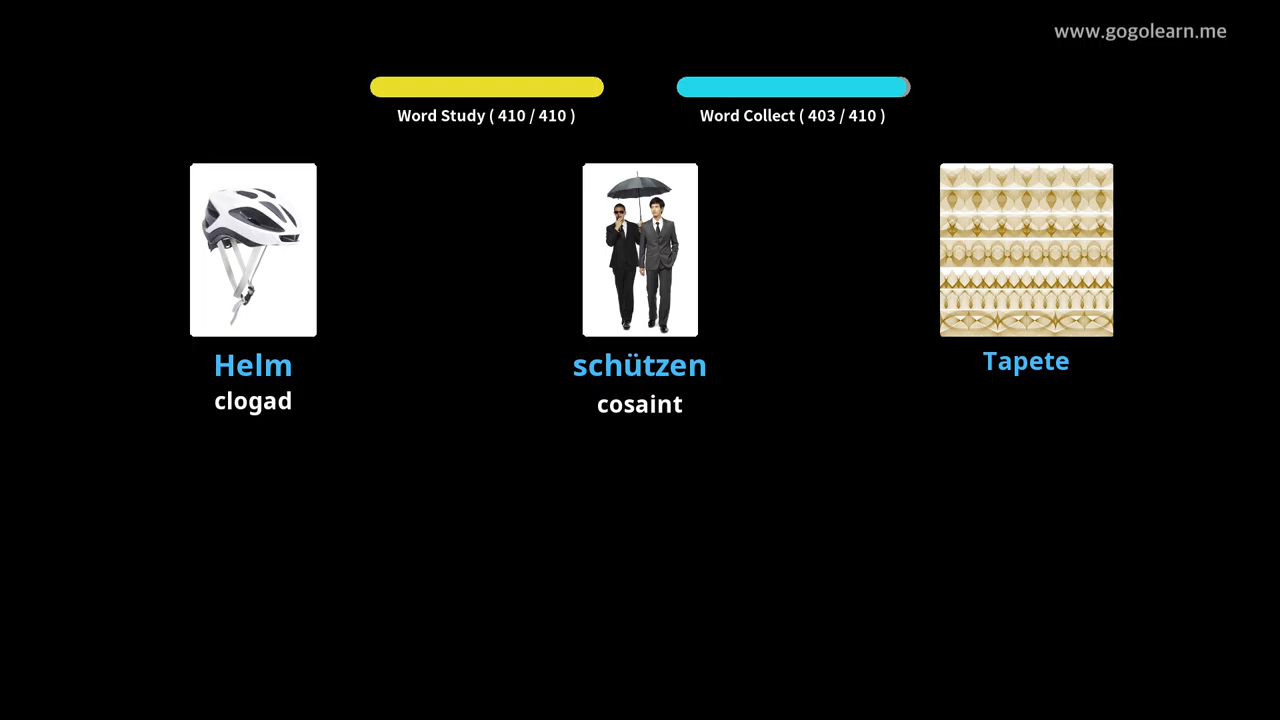 www.gogolearn.me
Word Study ( 410 / 410 )
Word Collect ( 403 / 410 )
Helm
clogad
schützen
cosaint
Tapete